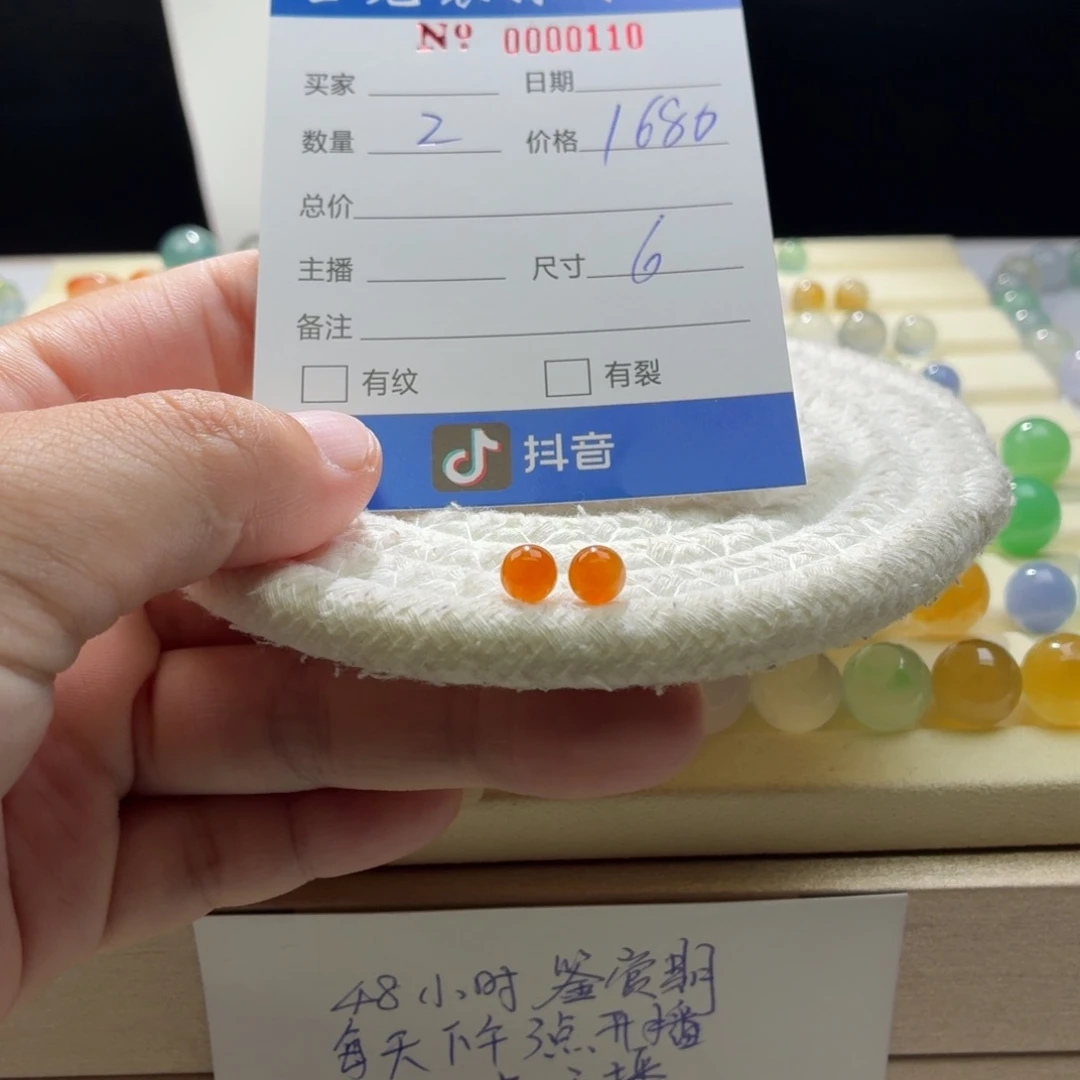 Nº 0000110
买家 日期
数量 2 价格 1680
总价
主播 尺寸 6
备注
有纹 有裂
抖音
48小时 鉴赏期
每天下午3点开播